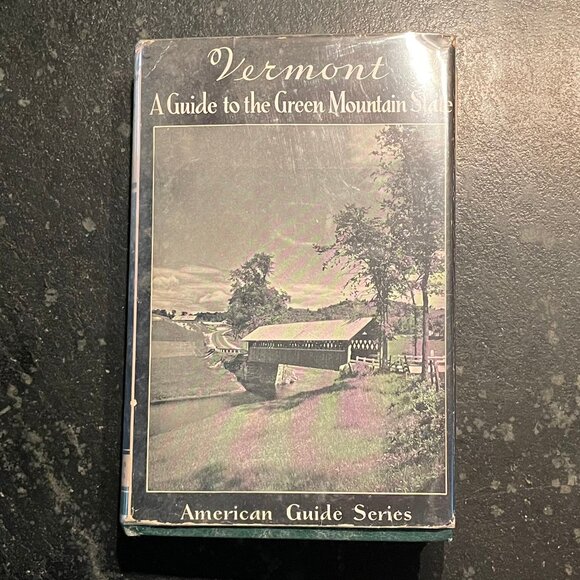 Vermont
A Guide to the Green Mountain State
American Guide Series